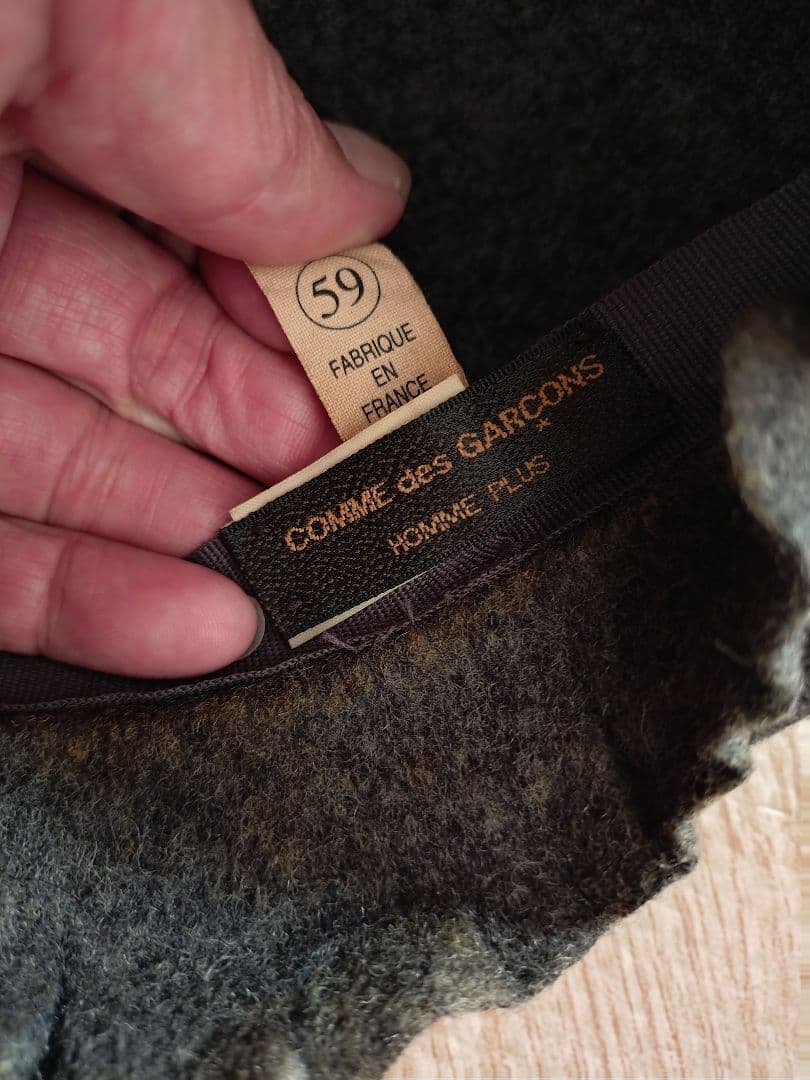 59
FABRIQUE
EN
FRANCE
COMME des GARÇONS
HOMME PLUS